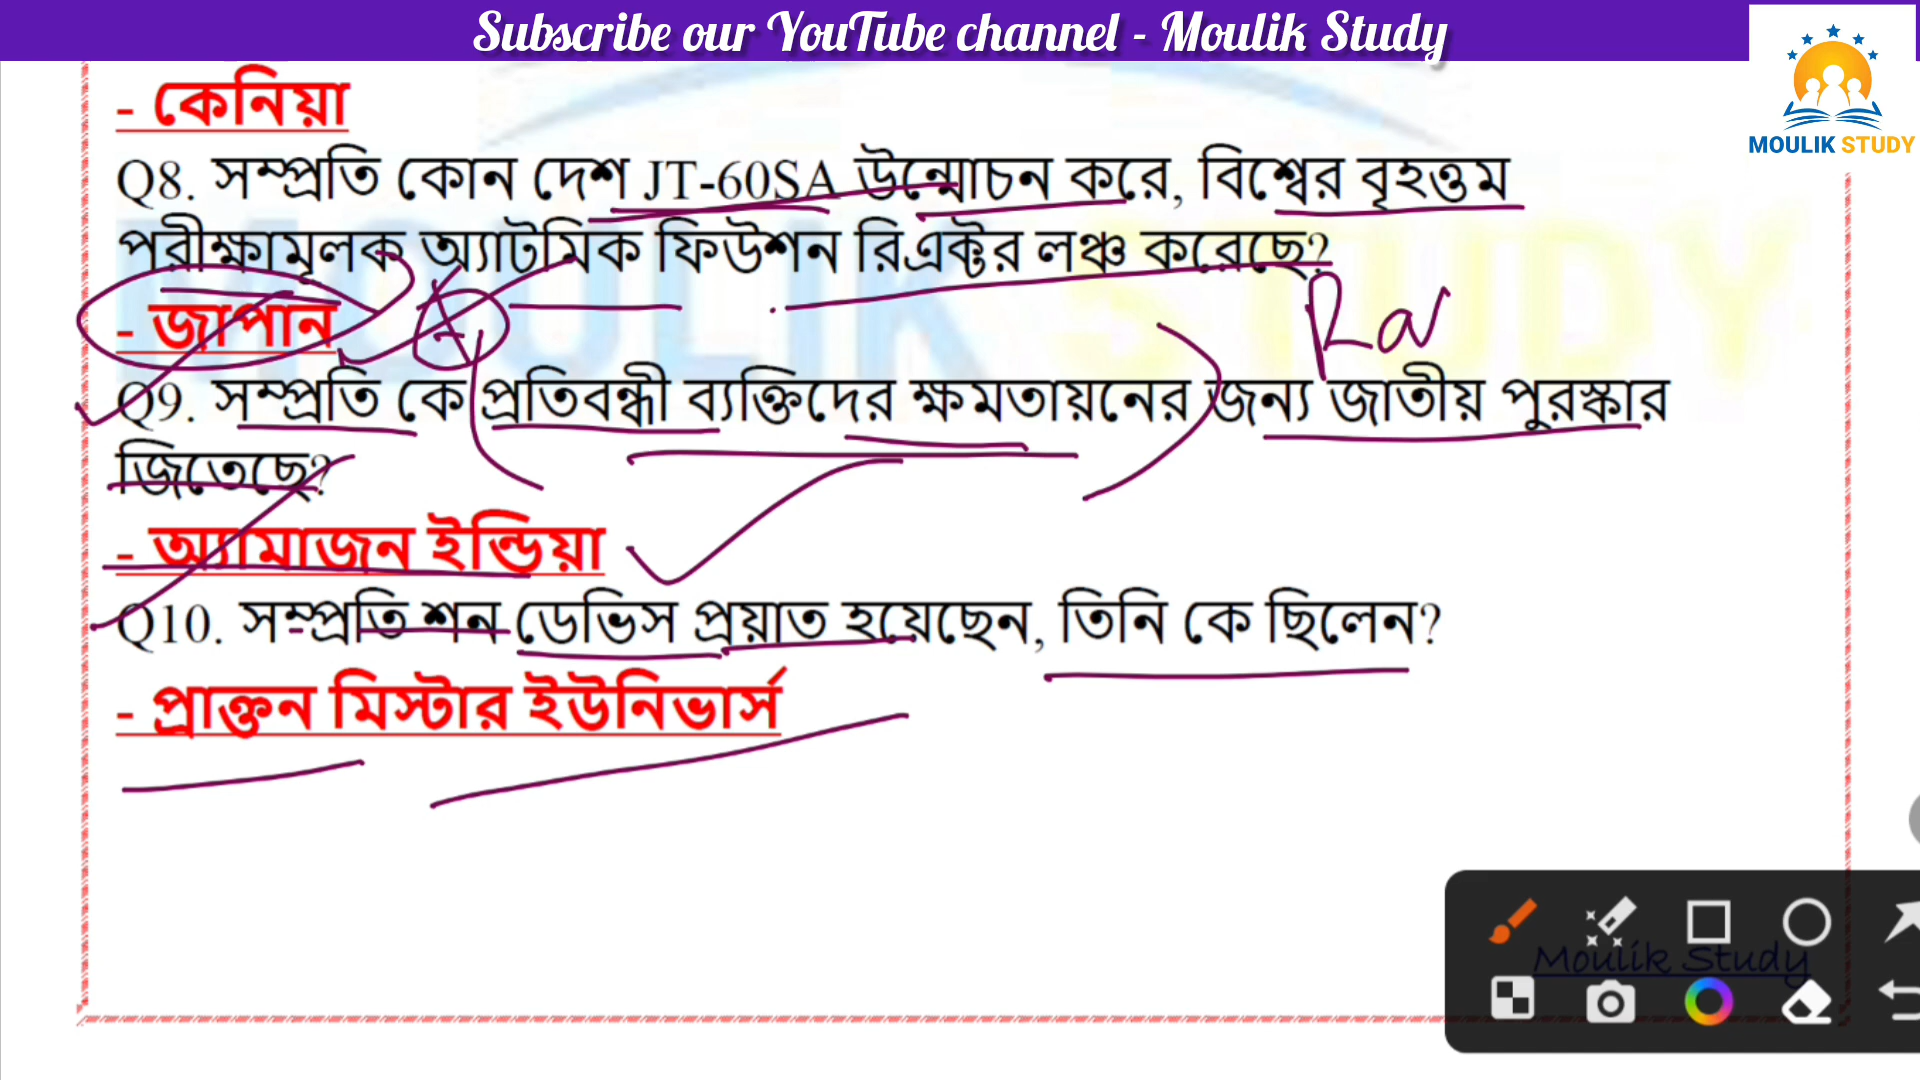 Subscribe our YouTube channel - Moulik Study
MOULIK STUDY
- কেনিয়া
Q8. সম্প্রতি কোন দেশ JT-60SA উন্মোচন করে, বিশ্বের বৃহত্তম
পরীক্ষামূলক অ্যাটমিক ফিউশন রিএক্টর লঞ্চ করেছে?
- জাপান
Q9. সম্প্রতি কে প্রতিবন্ধী ব্যক্তিদের ক্ষমতায়নের জন্য জাতীয় পুরস্কার
জিতেছে?
- অ্যামাজন ইন্ডিয়া
Q10. সম্প্রতি শন ডেভিস প্রয়াত হয়েছেন, তিনি কে ছিলেন?
- প্রাক্তন মিস্টার ইউনিভার্স
Moulik Study
MOULIK STUDY